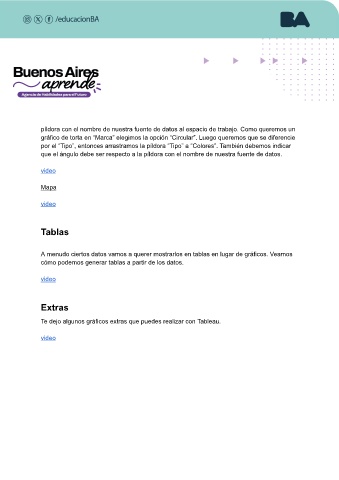 /educacionBA
BA
Buenos Aires
aprende
Agencia de Habilidades para el Futuro
píldora con el nombre de nuestra fuente de datos al espacio de trabajo. Como queremos un
gráfico de torta en “Marca” elegimos la opción “Circular”. Luego queremos que se diferencie
por el “Tipo”, entonces arrastramos la píldora “Tipo” a “Colores”. También debemos indicar
que el ángulo debe ser respecto a la píldora con el nombre de nuestra fuente de datos.
video
Mapa
video
Tablas
A menudo ciertos datos vamos a querer mostrarlos en tablas en lugar de gráficos. Veamos
cómo podemos generar tablas a partir de los datos.
video
Extras
Te dejo algunos gráficos extras que puedes realizar con Tableau.
video